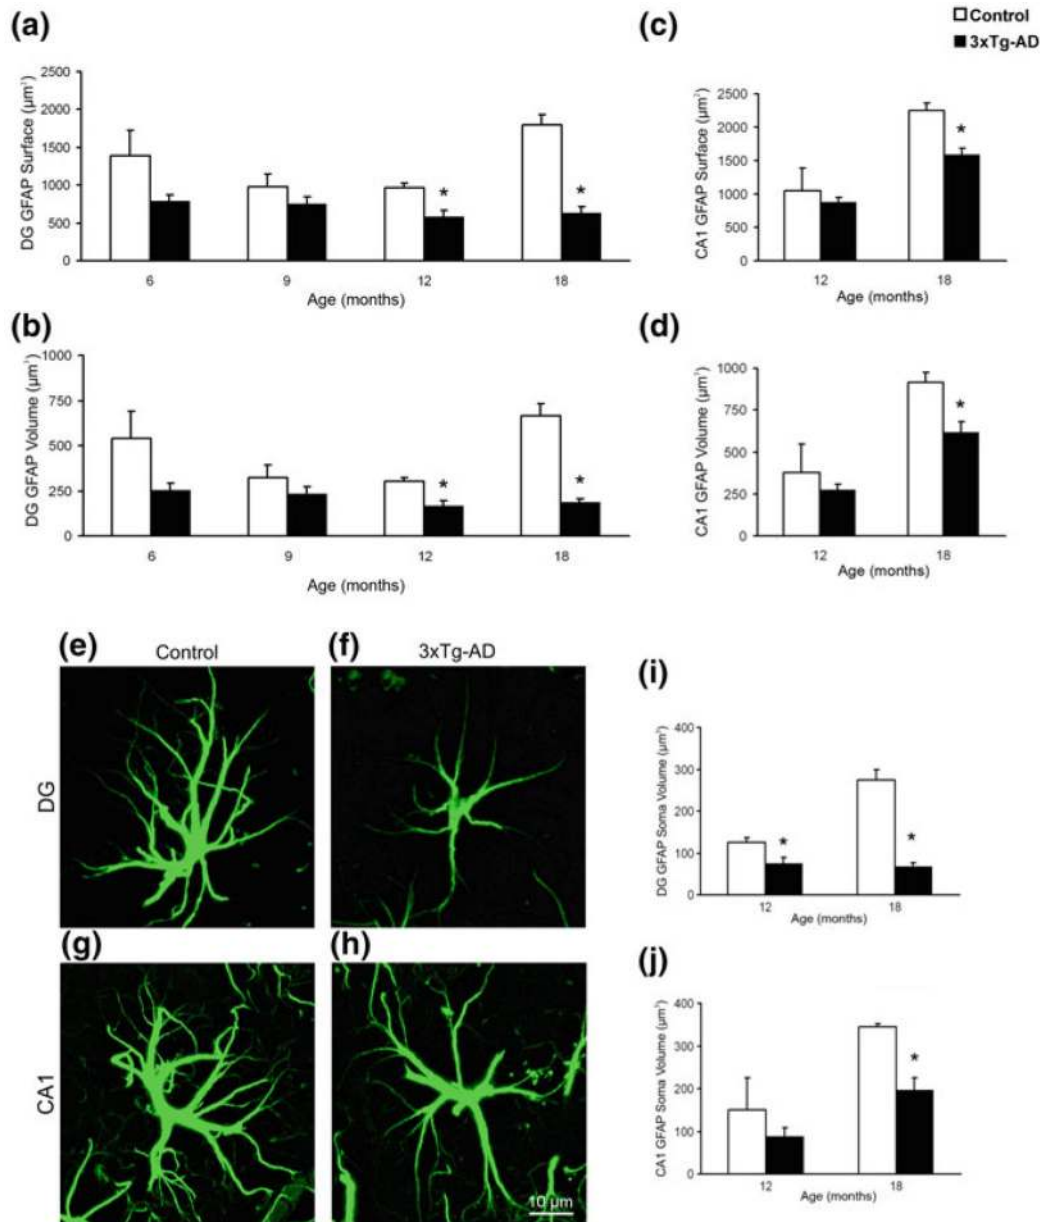 (a)
(c)
Control
3xTg-AD
DG GFAP Surface (µm²)
2500
2000
1500
1000
500
0
*
*
6
9
12
18
Age (months)
CA1 GFAP Surface (µm²)
2500
2000
1500
1000
500
0
*
12
18
Age (months)
(b)
(d)
DG GFAP Volume (µm³)
1000
750
500
250
0
*
*
6
9
12
18
Age (months)
CA1 GFAP Volume (µm³)
1000
750
500
250
0
*
12
18
Age (months)
(e)
Control
(f)
3xTg-AD
DG
(g)
(h)
CA1
10 µm
(i)
DG GFAP Soma Volume (µm³)
400
300
200
100
0
*
*
12
18
Age (months)
(j)
CA1 GFAP Soma Volume (µm³)
400
300
200
100
0
*
12
18
Age (months)